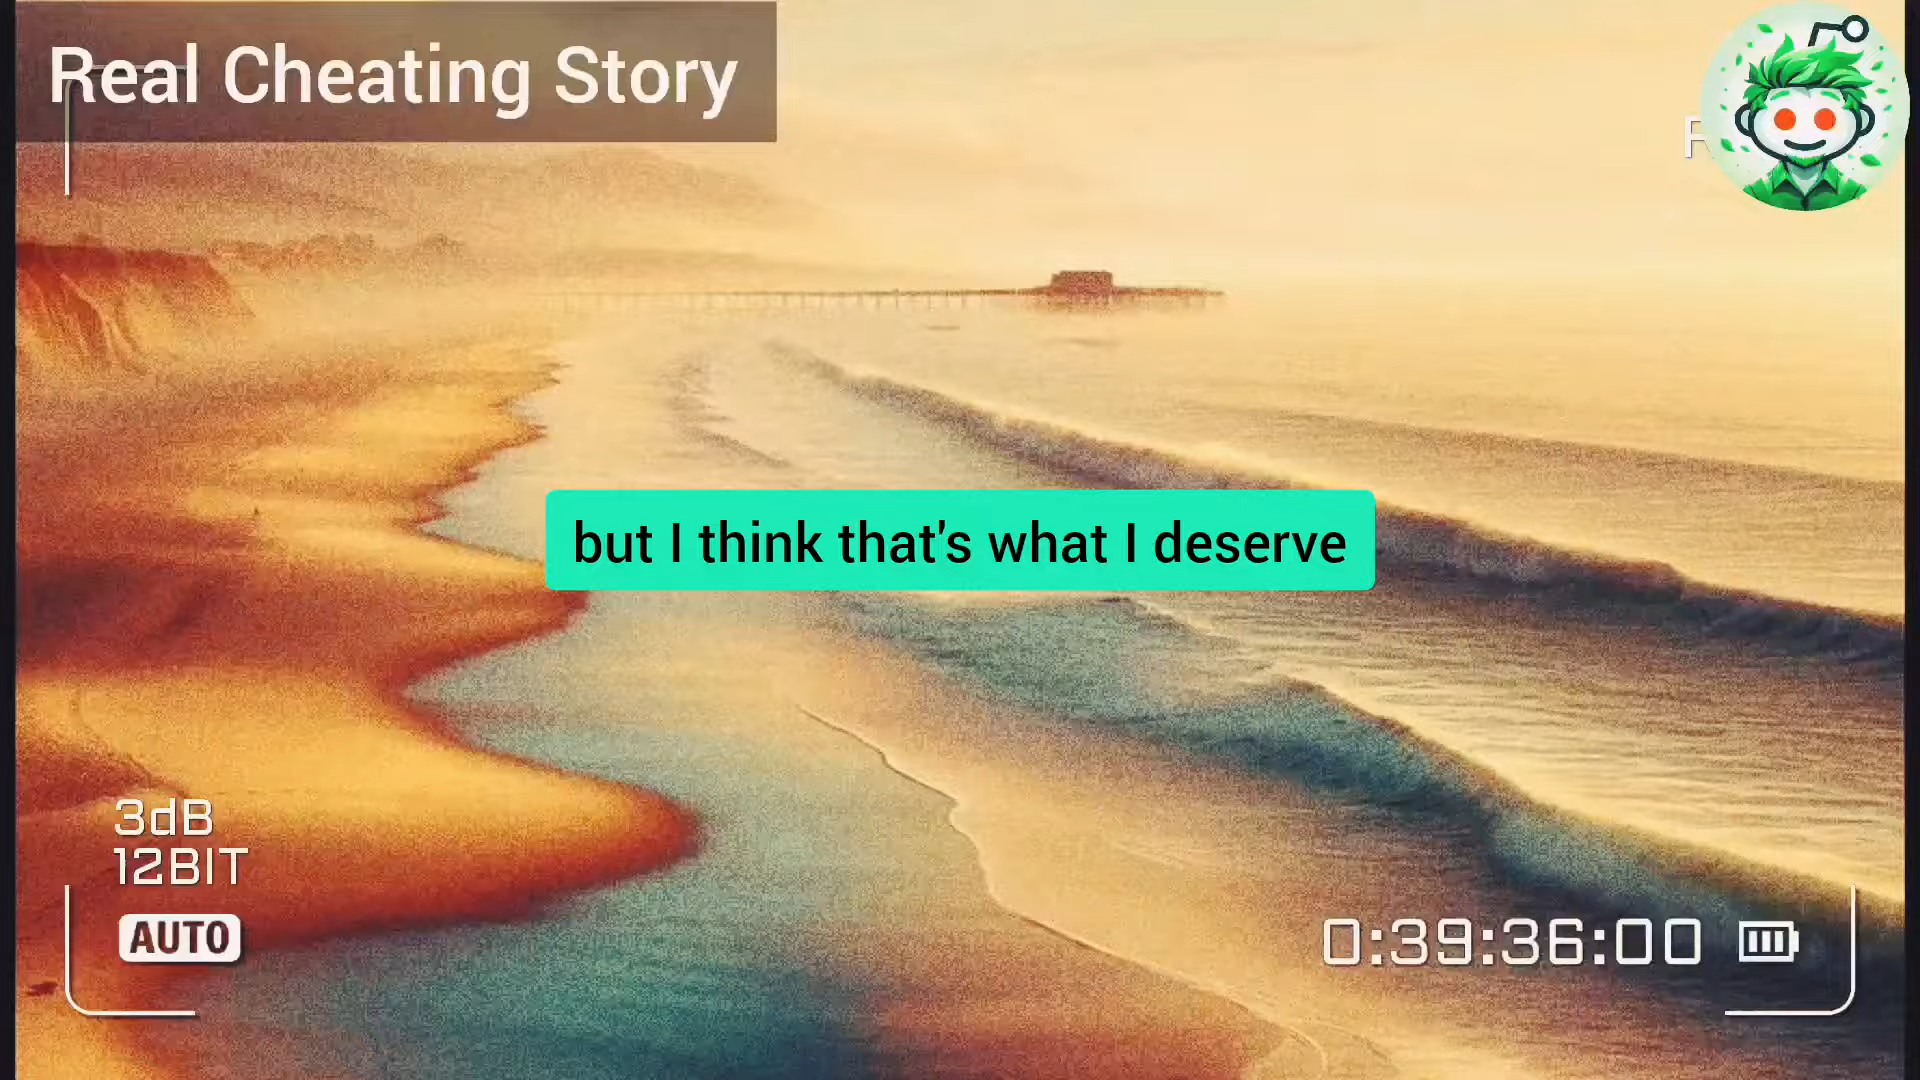 Real Cheating Story
but I think that's what I deserve
3dB
12BIT
AUTO
0:39:36:00